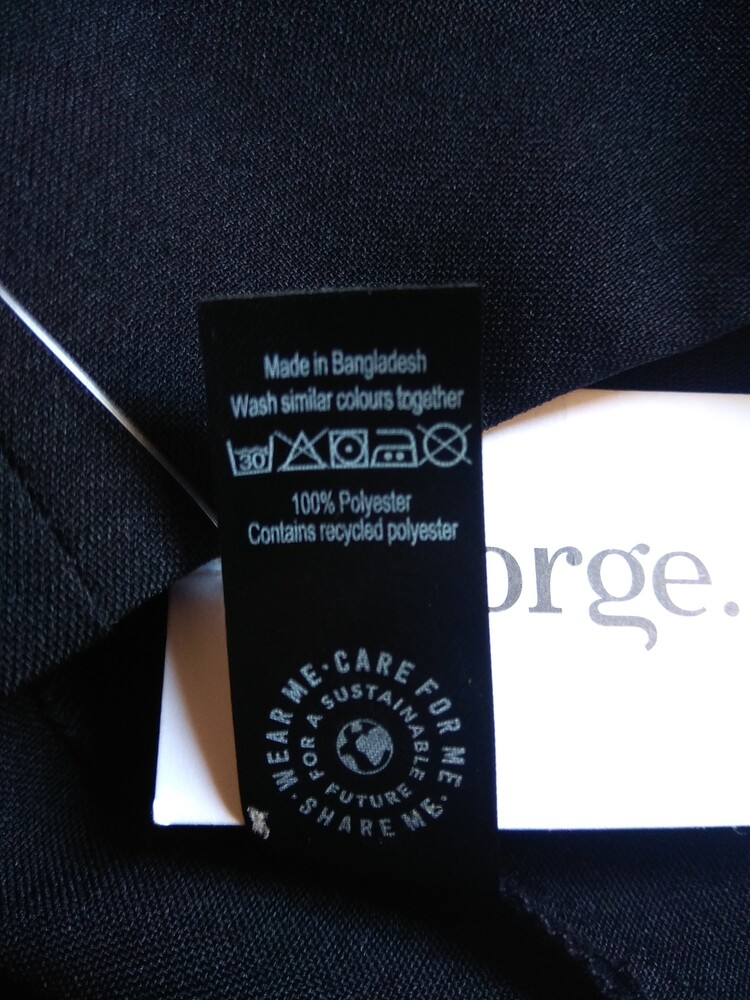 Made in Bangladesh
Wash similar colours together
30°
100% Polyester
Contains recycled polyester
orge.
WEAR ME · CARE FOR ME · SHARE ME ·
FOR A SUSTAINABLE FUTURE